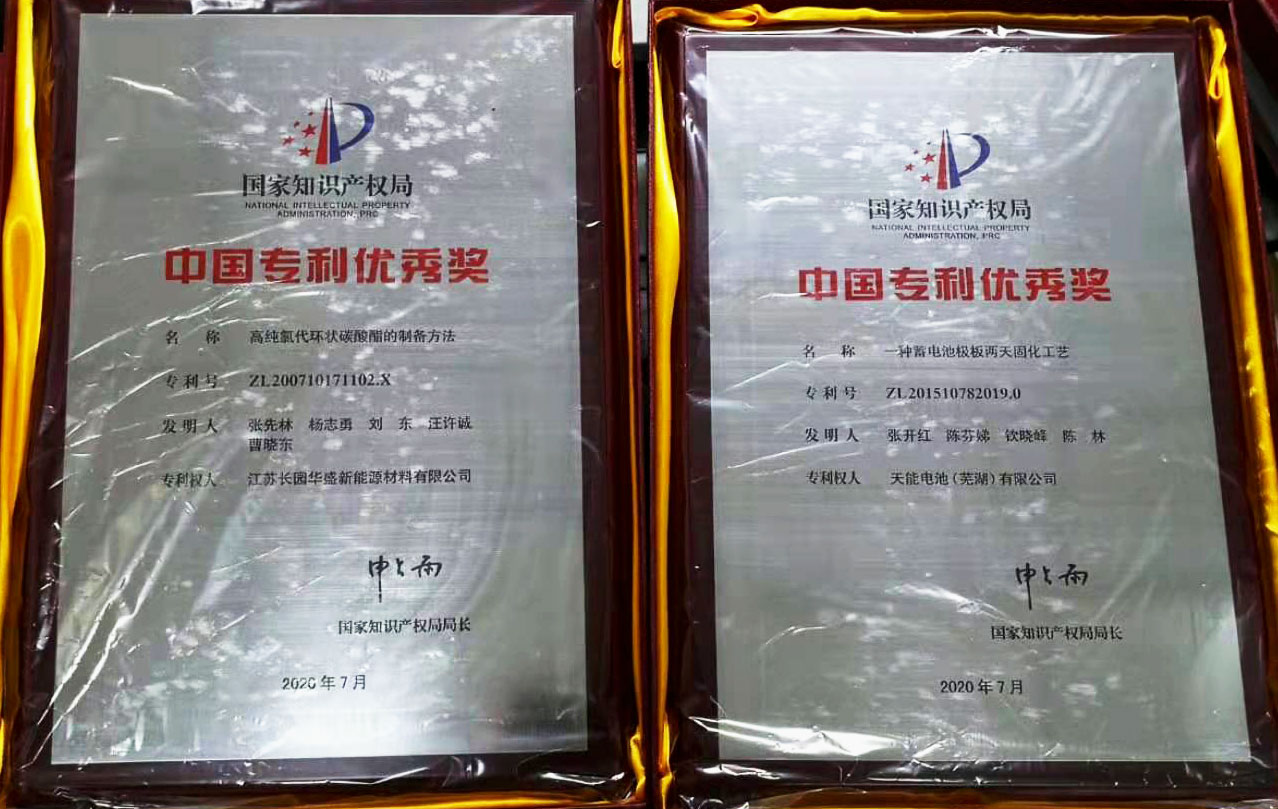 国家知识产权局
NATIONAL INTELLECTUAL PROPERTY
ADMINISTRATION, PRC
中国专利优秀奖
名 称 高纯氯代环状碳酸酯的制备方法
专利号 ZL200710171102.X
发明人 张先林 杨志勇 刘 东 汪许诚
曹晓东
专利权人 江苏长园华盛新能源材料有限公司
申长雨
国家知识产权局局长
2020年7月
国家知识产权局
NATIONAL INTELLECTUAL PROPERTY
ADMINISTRATION, PRC
中国专利优秀奖
名 称 一种蓄电池极板两天固化工艺
专利号 ZL201510782019.0
发明人 张开红 陈芬娣 钦晓峰 陈 林
专利权人 天能电池(芜湖)有限公司
申长雨
国家知识产权局局长
2020年7月